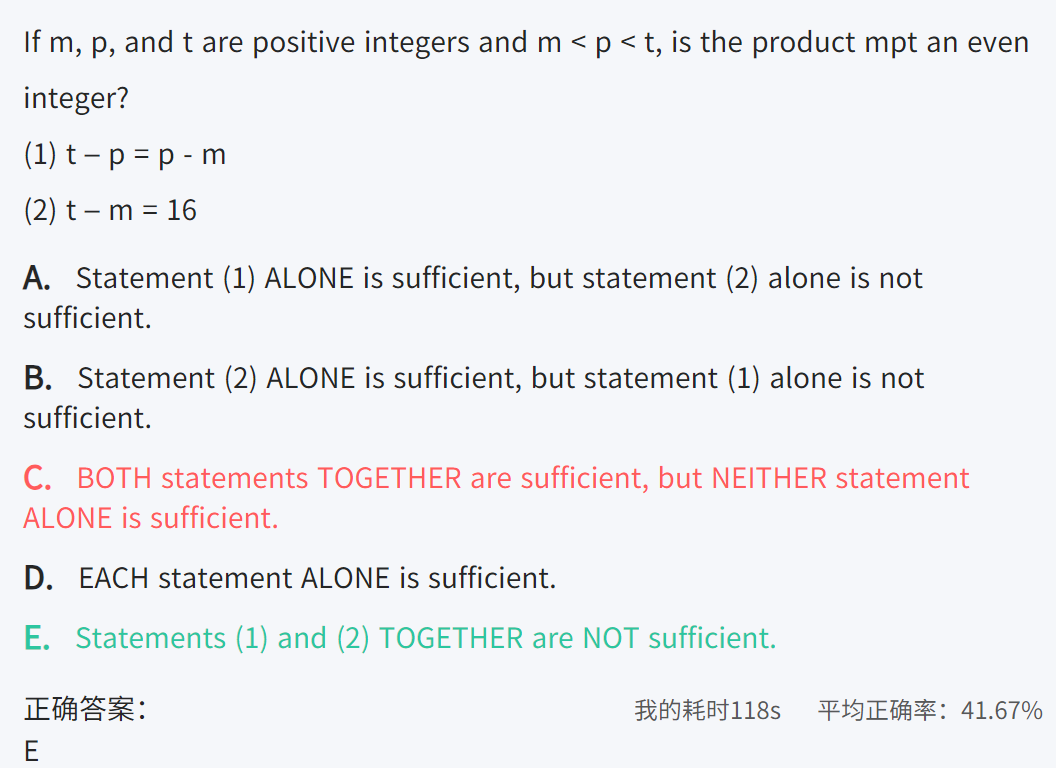 If m, p, and t are positive integers and m < p < t, is the product mpt an even
integer?
(1) t – p = p - m
(2) t – m = 16
A. Statement (1) ALONE is sufficient, but statement (2) alone is not
sufficient.
B. Statement (2) ALONE is sufficient, but statement (1) alone is not
sufficient.
C. BOTH statements TOGETHER are sufficient, but NEITHER statement
ALONE is sufficient.
D. EACH statement ALONE is sufficient.
E. Statements (1) and (2) TOGETHER are NOT sufficient.
正确答案： 我的耗时118s 平均正确率：41.67%
E